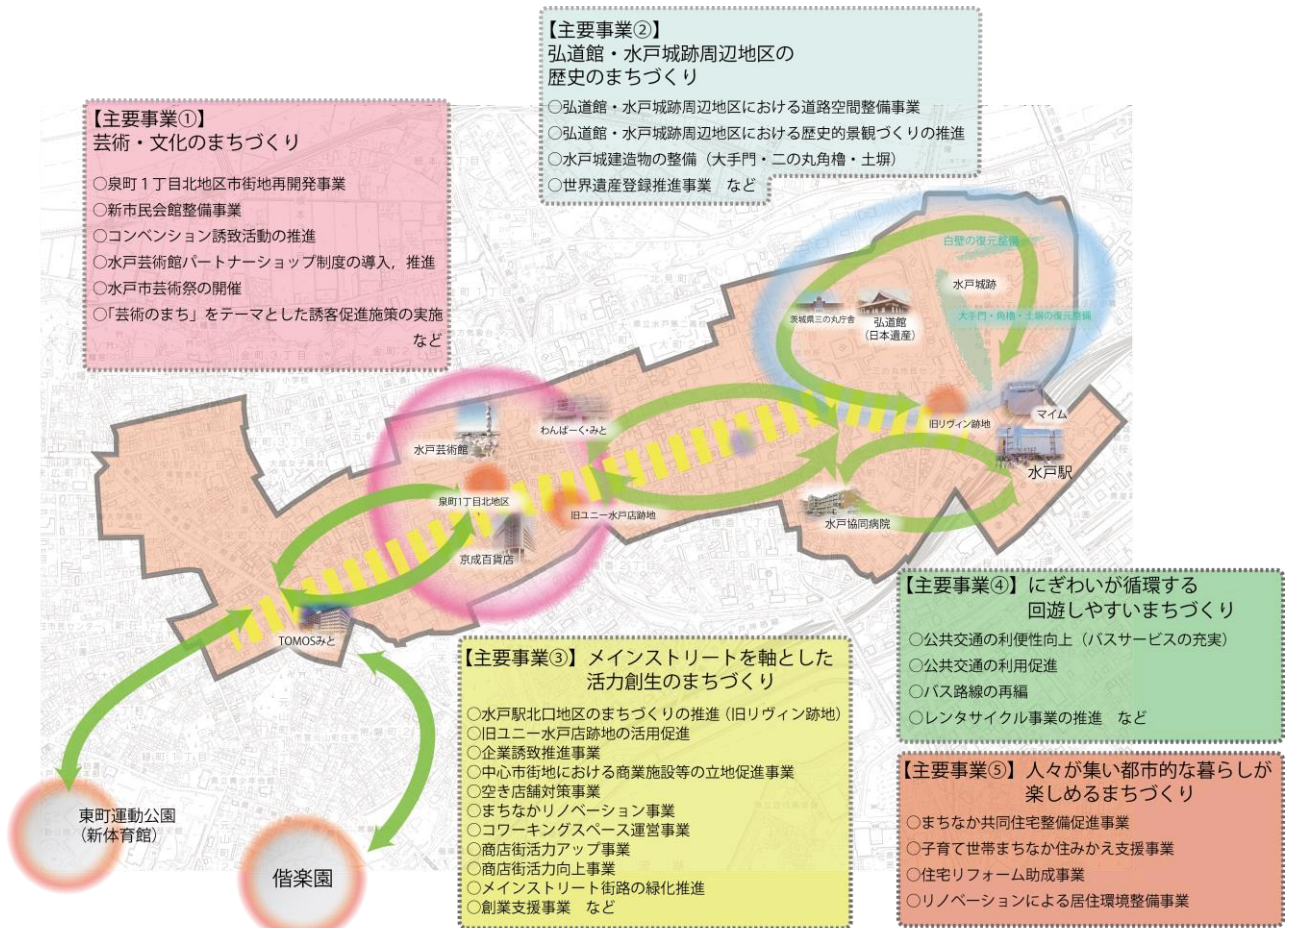 【主要事業②】
弘道館・水戸城跡周辺地区の
歴史のまちづくり
○弘道館・水戸城跡周辺地区における道路空間整備事業
○弘道館・水戸城跡周辺地区における歴史的景観づくりの推進
○水戸城建造物の整備（大手門・二の丸角櫓・土塀）
○世界遺産登録推進事業　など
【主要事業①】
芸術・文化のまちづくり
○泉町１丁目北地区市街地再開発事業
○新市民会館整備事業
○コンベンション誘致活動の推進
○水戸芸術館パートナーショップ制度の導入，推進
○水戸市芸術祭の開催
○「芸術のまち」をテーマとした誘客促進施策の実施
など
白壁の復元整備
水戸城跡
茨城県三の丸庁舎
弘道館
（日本遺産）
大手門・角櫓・土塀の復元整備
マイム
旧リヴィン跡地
水戸駅
わんぱーく・みと
水戸芸術館
泉町1丁目北地区
旧ユニー水戸店跡地
水戸協同病院
京成百貨店
TOMOSみと
東町運動公園
（新体育館）
偕楽園
【主要事業③】メインストリートを軸とした
活力創生のまちづくり
○水戸駅北口地区のまちづくりの推進（旧リヴィン跡地）
○旧ユニー水戸店跡地の活用促進
○企業誘致推進事業
○中心市街地における商業施設等の立地促進事業
○空き店舗対策事業
○まちなかリノベーション事業
○コワーキングスペース運営事業
○商店街活力アップ事業
○商店街活力向上事業
○メインストリート街路の緑化推進
○創業支援事業　など
【主要事業④】にぎわいが循環する
回遊しやすいまちづくり
○公共交通の利便性向上（バスサービスの充実）
○公共交通の利用促進
○バス路線の再編
○レンタサイクル事業の推進　など
【主要事業⑤】人々が集い都市的な暮らしが
楽しめるまちづくり
○まちなか共同住宅整備促進事業
○子育て世帯まちなか住みかえ支援事業
○住宅リフォーム助成事業
○リノベーションによる居住環境整備事業